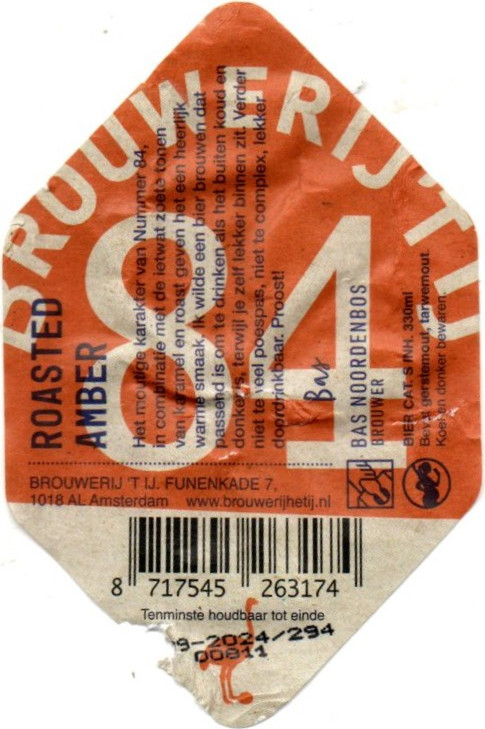 BROUWERIJ 'T IJ
84
ROASTED
AMBER
Het moutige karakter van Nummer 84,
in combinatie met de ietwat zoete tonen
van karamel en roast geven het een heerlijk
warme smaak. Ik wilde een bier brouwen dat
passend is om te drinken als het buiten koud en
donker is, terwijl je zelf lekker binnen zit. Verder
niet te veel poespas, niet te complex, lekker
doordrinkbaar. Proost!
Bas
BAS NOORDENBOS
BROUWER
BIER CAT. S INH. 330ml
Bevat gerstemout, tarwemout.
Koel en donker bewaren.
BROUWERIJ 'T IJ. FUNENKADE 7,
1018 AL Amsterdam www.brouwerijhetij.nl
8 717545 263174
Tenminste houdbaar tot einde
9-2024/294
00811